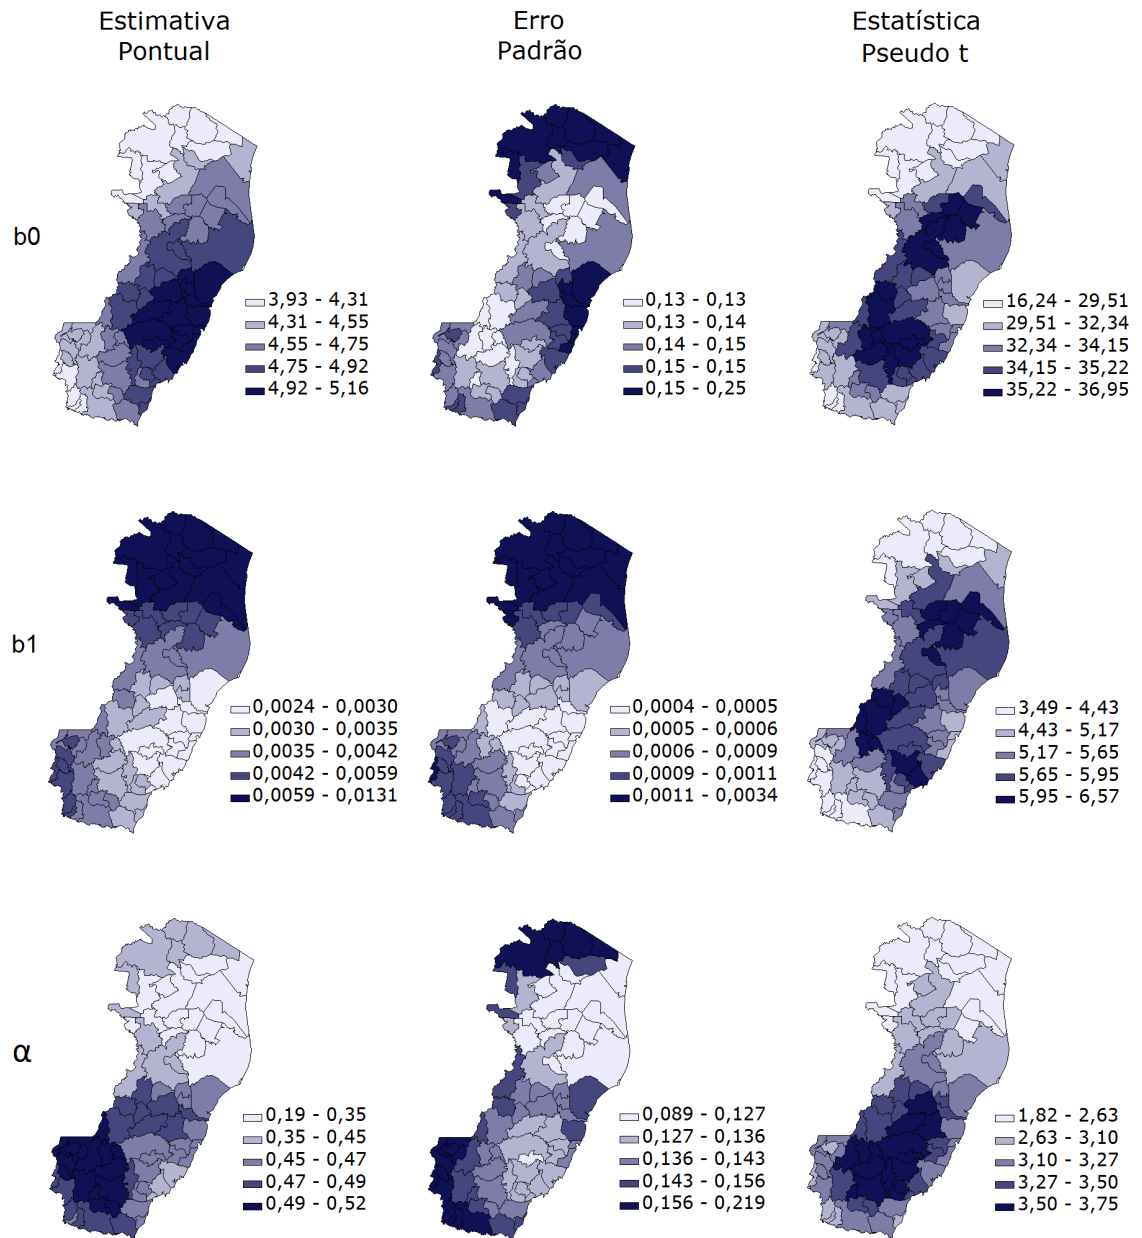 Estimativa
Pontual
Erro
Padrão
Estatística
Pseudo t
b0
3,93 - 4,31
4,31 - 4,55
4,55 - 4,75
4,75 - 4,92
4,92 - 5,16
0,13 - 0,13
0,13 - 0,14
0,14 - 0,15
0,15 - 0,15
0,15 - 0,25
16,24 - 29,51
29,51 - 32,34
32,34 - 34,15
34,15 - 35,22
35,22 - 36,95
b1
0,0024 - 0,0030
0,0030 - 0,0035
0,0035 - 0,0042
0,0042 - 0,0059
0,0059 - 0,0131
0,0004 - 0,0005
0,0005 - 0,0006
0,0006 - 0,0009
0,0009 - 0,0011
0,0011 - 0,0034
3,49 - 4,43
4,43 - 5,17
5,17 - 5,65
5,65 - 5,95
5,95 - 6,57
α
0,19 - 0,35
0,35 - 0,45
0,45 - 0,47
0,47 - 0,49
0,49 - 0,52
0,089 - 0,127
0,127 - 0,136
0,136 - 0,143
0,143 - 0,156
0,156 - 0,219
1,82 - 2,63
2,63 - 3,10
3,10 - 3,27
3,27 - 3,50
3,50 - 3,75